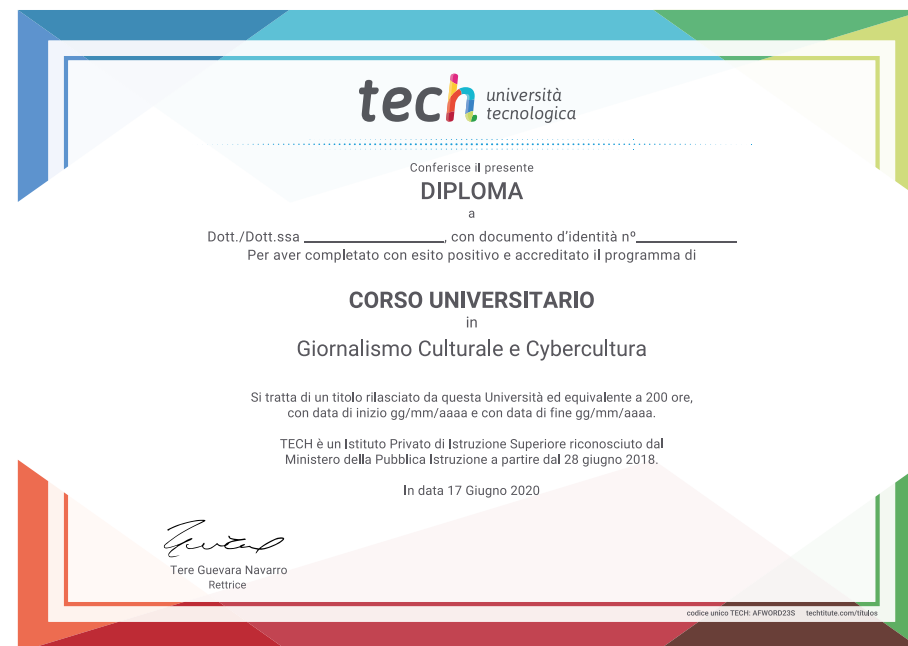 tech università
tecnologica
Conferisce il presente
DIPLOMA
a
Dott./Dott.ssa ____________________, con documento d'identità nº______________
Per aver completato con esito positivo e accreditato il programma di
CORSO UNIVERSITARIO
in
Giornalismo Culturale e Cybercultura
Si tratta di un titolo rilasciato da questa Università ed equivalente a 200 ore,
con data di inizio gg/mm/aaaa e con data di fine gg/mm/aaaa.
TECH è un Istituto Privato di Istruzione Superiore riconosciuto dal
Ministero della Pubblica Istruzione a partire dal 28 giugno 2018.
In data 17 Giugno 2020
Tere Guevara Navarro
Rettrice
codice unico TECH: AFWORD23S techtitute.com/títulos